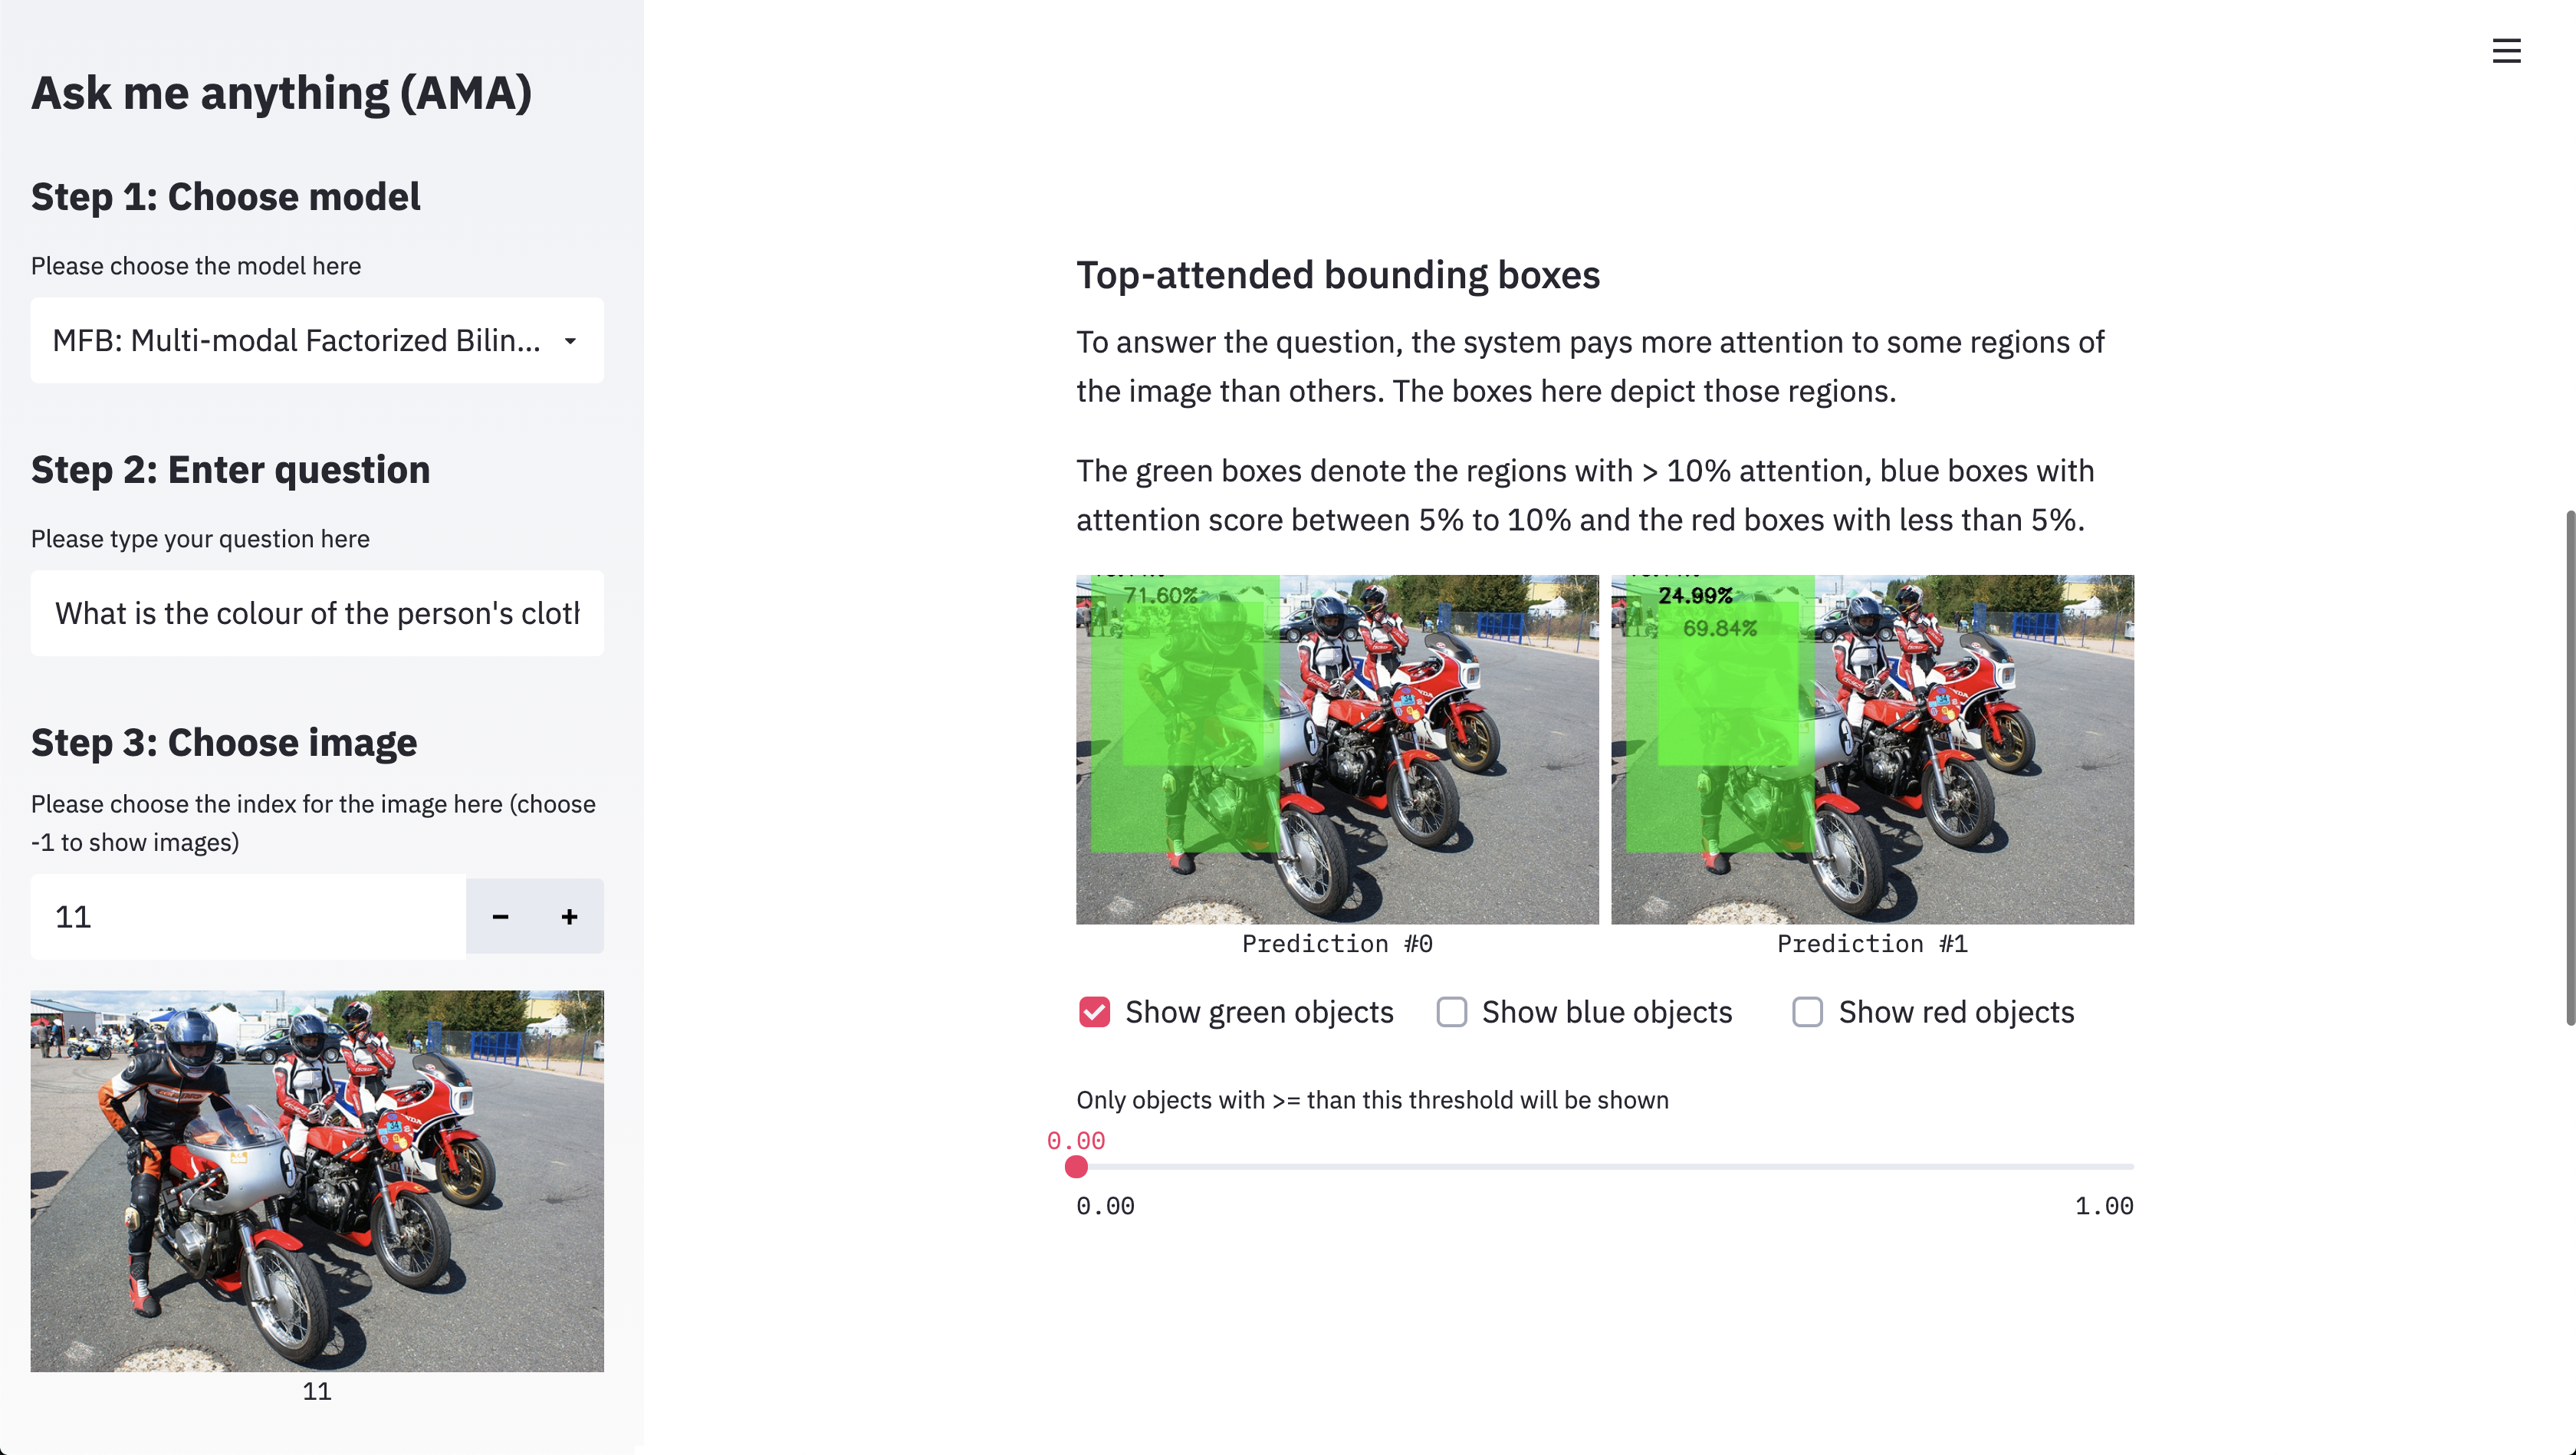 Ask me anything (AMA)
Step 1: Choose model
Please choose the model here
MFB: Multi-modal Factorized Bilin...
Step 2: Enter question
Please type your question here
What is the colour of the person's
Step 3: Choose image
Please choose the index for the image here (choose
-1 to show images)
11
- +
11
Top-attended bounding boxes
To answer the question, the system pays more attention to some regions of
the image than others. The boxes here depict those regions.
The green boxes denote the regions with > 10% attention, blue boxes with
attention score between 5% to 10% and the red boxes with less than 5%.
71.60%
24.99%
69.84%
Prediction #0
Prediction #1
Show green objects
Show blue objects
Show red objects
Only objects with >= than this threshold will be shown
0.00
0.00
1.00